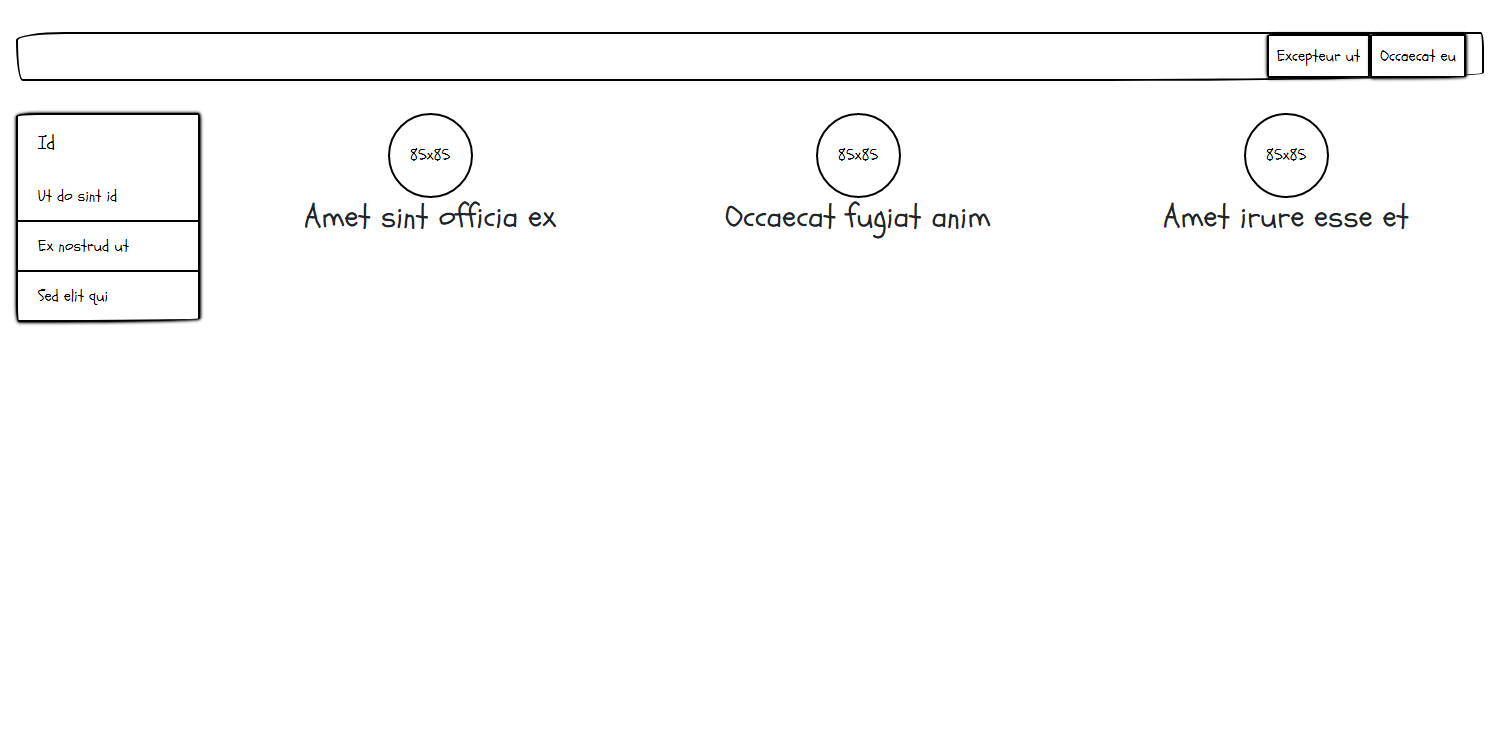 Excepteur ut
Occaecat eu
Id
Ut do sint id
Ex nostrud ut
Sed elit qui
85x85
Amet sint officia ex
85x85
Occaecat fugiat anim
85x85
Amet irure esse et